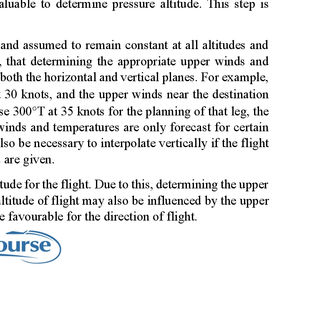 aluable to determine pressure altitude. This step is
and assumed to remain constant at all altitudes and
, that determining the appropriate upper winds and
both the horizontal and vertical planes. For example,
30 knots, and the upper winds near the destination
se 300°T at 35 knots for the planning of that leg, the
winds and temperatures are only forecast for certain
lso be necessary to interpolate vertically if the flight
are given.
tude for the flight. Due to this, determining the upper
ltitude of flight may also be influenced by the upper
e favourable for the direction of flight.
ourse